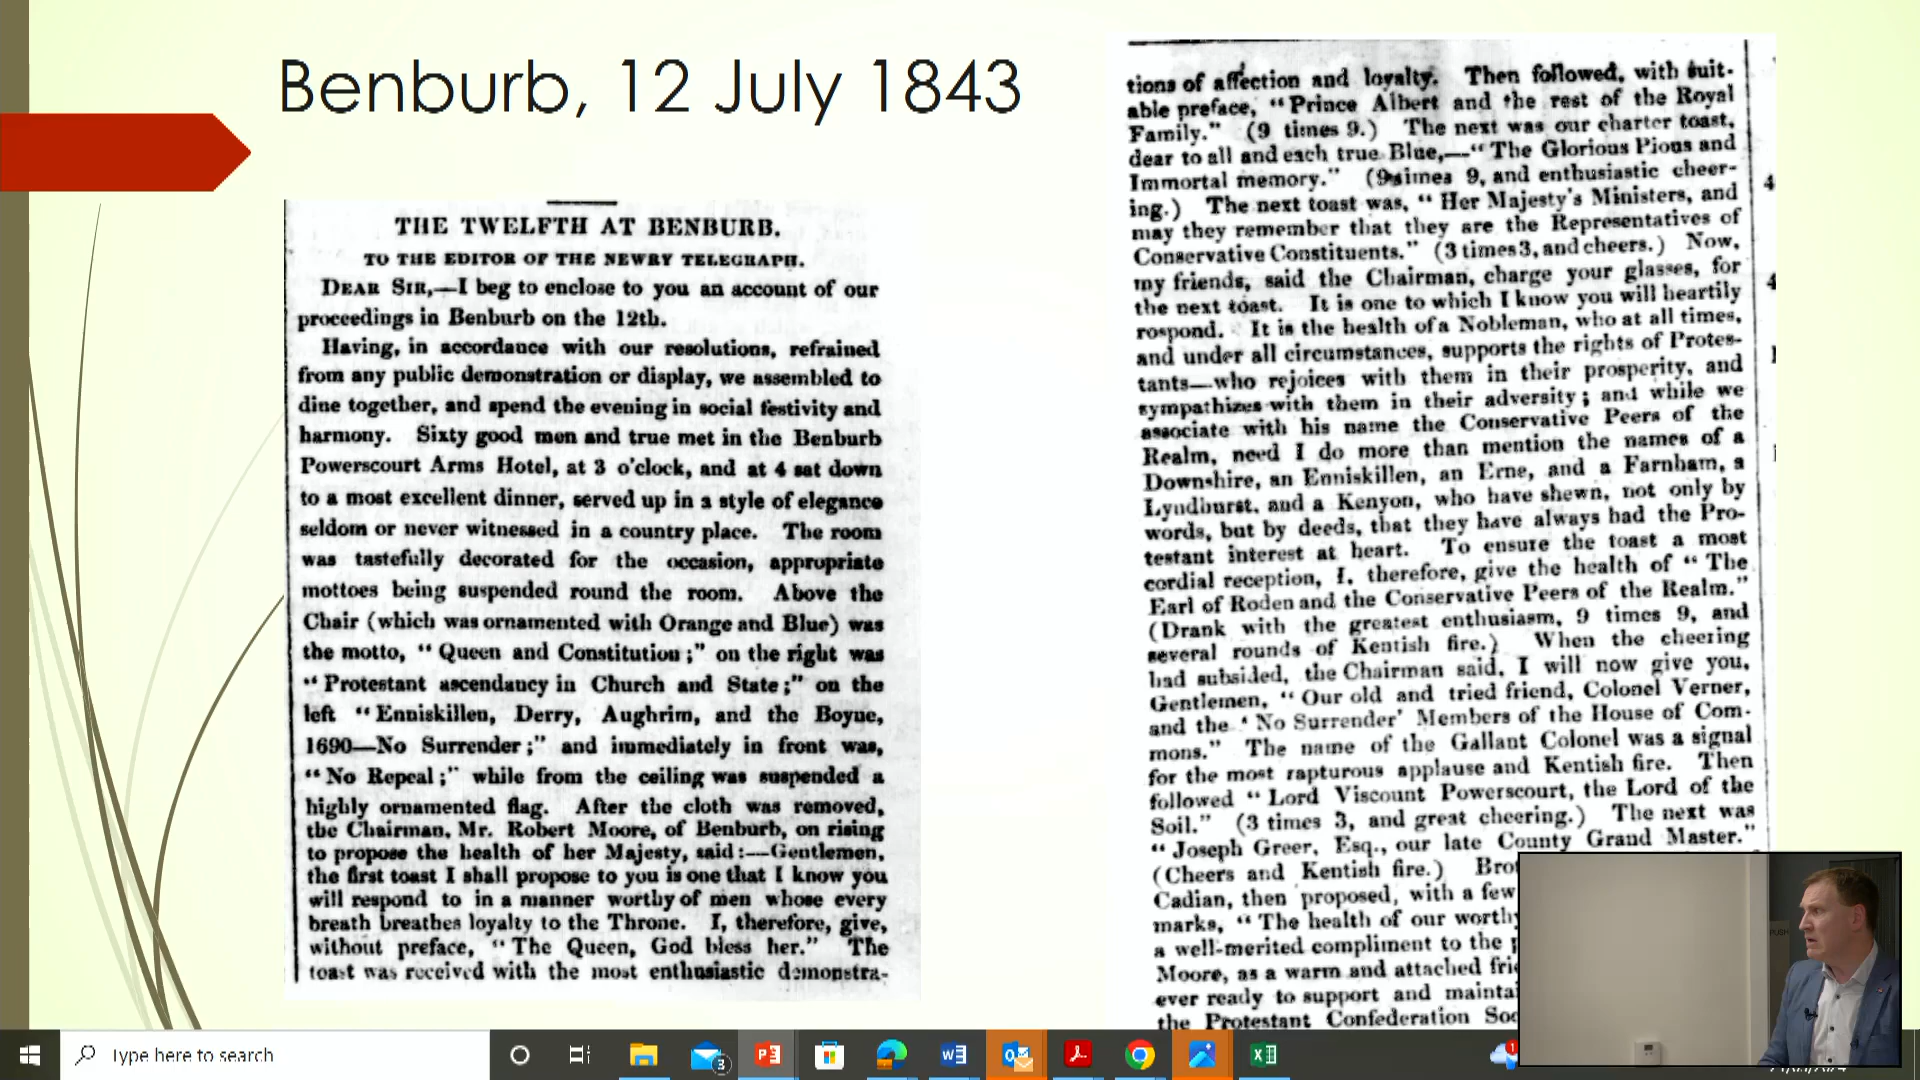 Benburb, 12 July 1843
THE TWELFTH AT BENBURB.
TO THE EDITOR OF THE NEWRY TELEGRAPH.
DEAR SIR,—I beg to enclose to you an account of our
proceedings in Benburb on the 12th.
Having, in accordance with our resolutions, refrained
from any public demonstration or display, we assembled to
dine together, and spend the evening in social festivity and
harmony. Sixty good men and true met in the Benburb
Powerscourt Arms Hotel, at 3 o'clock, and at 4 sat down
to a most excellent dinner, served up in a style of elegance
seldom or never witnessed in a country place. The room
was tastefully decorated for the occasion, appropriate
mottoes being suspended round the room. Above the
Chair (which was ornamented with Orange and Blue) was
the motto, "Queen and Constitution;" on the right was
"Protestant ascendancy in Church and State;" on the
left "Enniskillen, Derry, Aughrim, and the Boyne,
1690—No Surrender;" and immediately in front was,
"No Repeal;" while from the ceiling was suspended a
highly ornamented flag. After the cloth was removed,
the Chairman, Mr. Robert Moore, of Benburb, on rising
to propose the health of her Majesty, said:—Gentlemen,
the first toast I shall propose to you is one that I know you
will respond to in a manner worthy of men whose every
breath breathes loyalty to the Throne. I, therefore, give,
without preface, "The Queen, God bless her." The
toast was received with the most enthusiastic demonstra-
tions of affection and loyalty. Then followed, with suit-
able preface, "Prince Albert and the rest of the Royal
Family." (9 times 9.) The next was our charter toast,
dear to all and each true Blue,—"The Glorious Pious and
Immortal memory." (9 times 9, and enthusiastic cheer-
ing.) The next toast was, "Her Majesty's Ministers, and
may they remember that they are the Representatives of
Conservative Constituents." (3 times 3, and cheers.) Now,
my friends, said the Chairman, charge your glasses, for
the next toast. It is one to which I know you will heartily
rospond. It is the health of a Nobleman, who at all times,
and under all circumstances, supports the rights of Protes-
tants—who rejoices with them in their prosperity, and
sympathizes with them in their adversity; and while we
associate with his name the Conservative Peers of the
Realm, need I do more than mention the names of a
Downshire, an Enniskillen, an Erne, and a Farnham, a
Lyndhurst, and a Kenyon, who have shewn, not only by
words, but by deeds, that they have always had the Pro-
testant interest at heart. To ensure the toast a most
cordial reception, I, therefore, give the health of "The
Earl of Roden and the Conservative Peers of the Realm."
(Drank with the greatest enthusiasm, 9 times 9, and
several rounds of Kentish fire.) When the cheering
had subsided, the Chairman said, I will now give you,
Gentlemen, "Our old and tried friend, Colonel Verner,
and the 'No Surrender' Members of the House of Com-
mons." The name of the Gallant Colonel was a signal
for the most rapturous applause and Kentish fire. Then
followed "Lord Viscount Powerscourt, the Lord of the
Soil." (3 times 3, and great cheering.) The next was
"Joseph Greer, Esq., our late County Grand Master."
(Cheers and Kentish fire.) Bro
Cadian, then proposed, with a few
marks, "The health of our worthy
a well-merited compliment to the
Moore, as a warm and attached frie
ever ready to support and mainta
the Protestant Confederation Soc
Type here to search
3
1